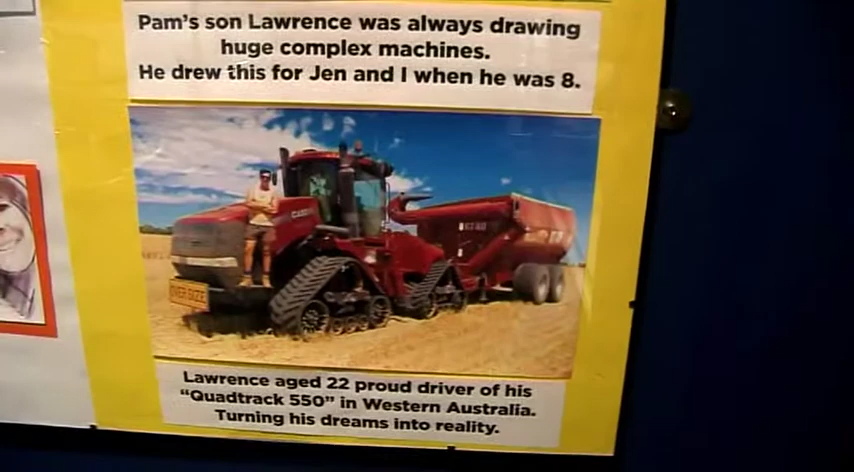 Pam's son Lawrence was always drawing
huge complex machines.
He drew this for Jen and I when he was 8.
CASE
OVERSIZE
Lawrence aged 22 proud driver of his
“Quadtrack 550” in Western Australia.
Turning his dreams into reality.